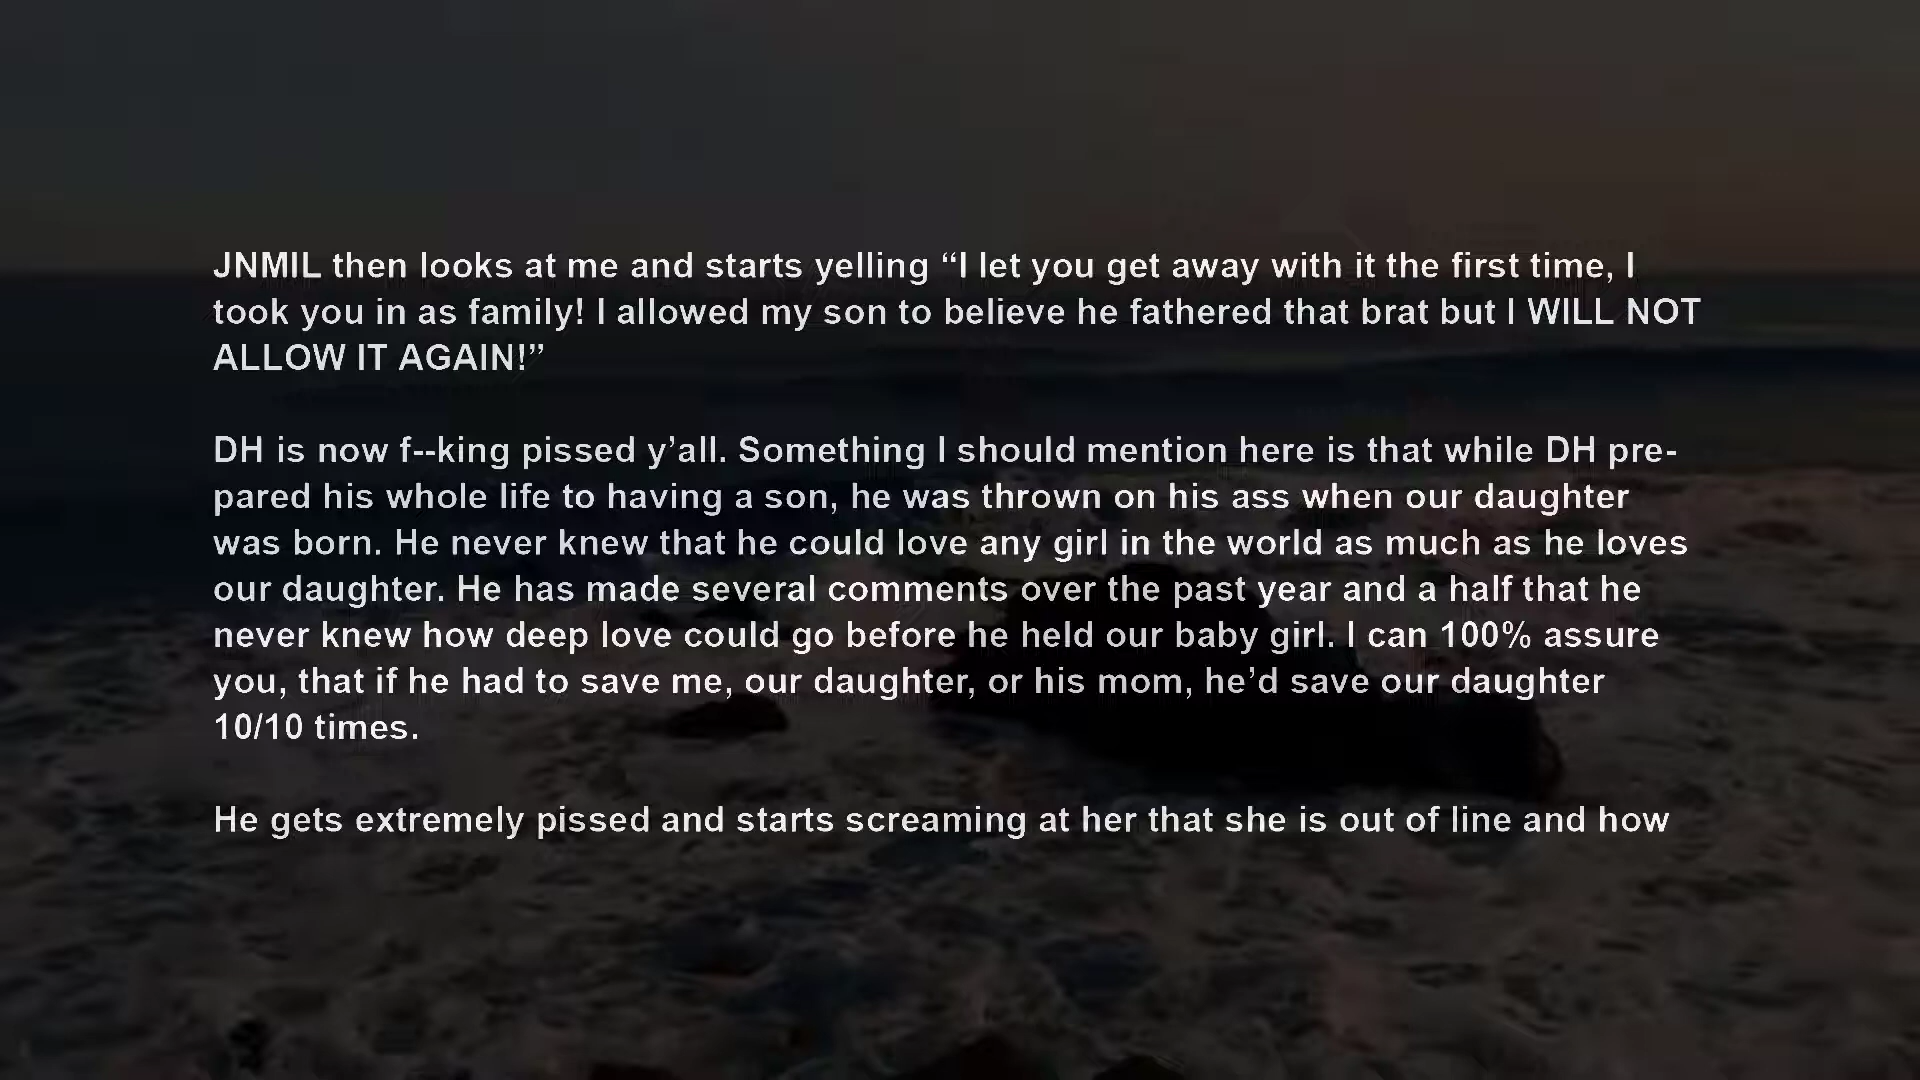 JNMIL then looks at me and starts yelling “I let you get away with it the first time, I
took you in as family! I allowed my son to believe he fathered that brat but I WILL NOT
ALLOW IT AGAIN!”
DH is now f--king pissed y’all. Something I should mention here is that while DH pre-
pared his whole life to having a son, he was thrown on his ass when our daughter
was born. He never knew that he could love any girl in the world as much as he loves
our daughter. He has made several comments over the past year and a half that he
never knew how deep love could go before he held our baby girl. I can 100% assure
you, that if he had to save me, our daughter, or his mom, he’d save our daughter
10/10 times.
He gets extremely pissed and starts screaming at her that she is out of line and how